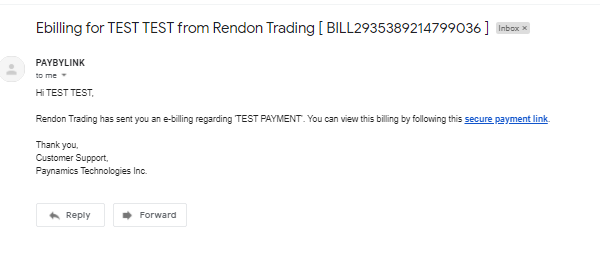 Ebilling for TEST TEST from Rendon Trading [ BILL2935389214799036 ] Inbox ×
PAYBYLINK
to me
Hi TEST TEST,
Rendon Trading has sent you an e-billing regarding 'TEST PAYMENT'. You can view this billing by following this secure payment link.
Thank you,
Customer Support,
Paynamics Technologies Inc.
Reply Forward